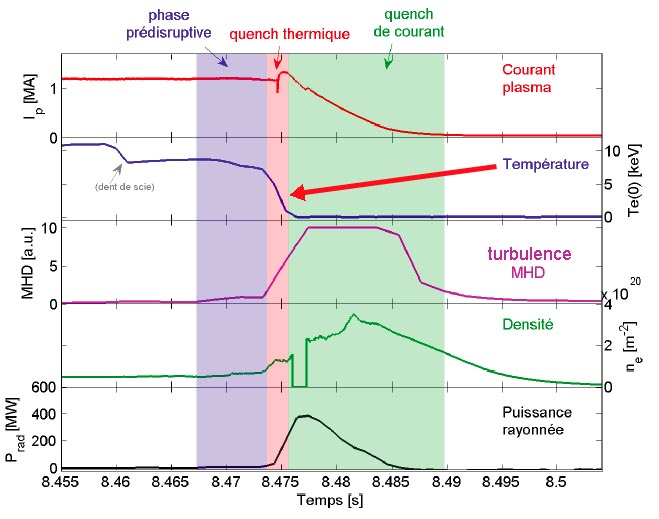 phase
prédisruptive
quench thermique
quench
de courant
1
0
I p [MA]
Courant
plasma
10
5
0
Te(0) [keV]
(dent de scie)
Température
10
5
0
MHD [a.u.]
turbulence
MHD
x 10 20
4
2
0
n e [m -2 ]
Densité
600
400
200
0
P rad [MW]
Puissance
rayonnée
8.455 8.46 8.465 8.47 8.475 8.48 8.485 8.49 8.495 8.5
Temps [s]